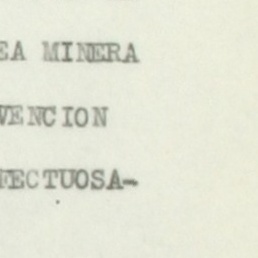 EA MINERA
VENCION
FECTUOSA-